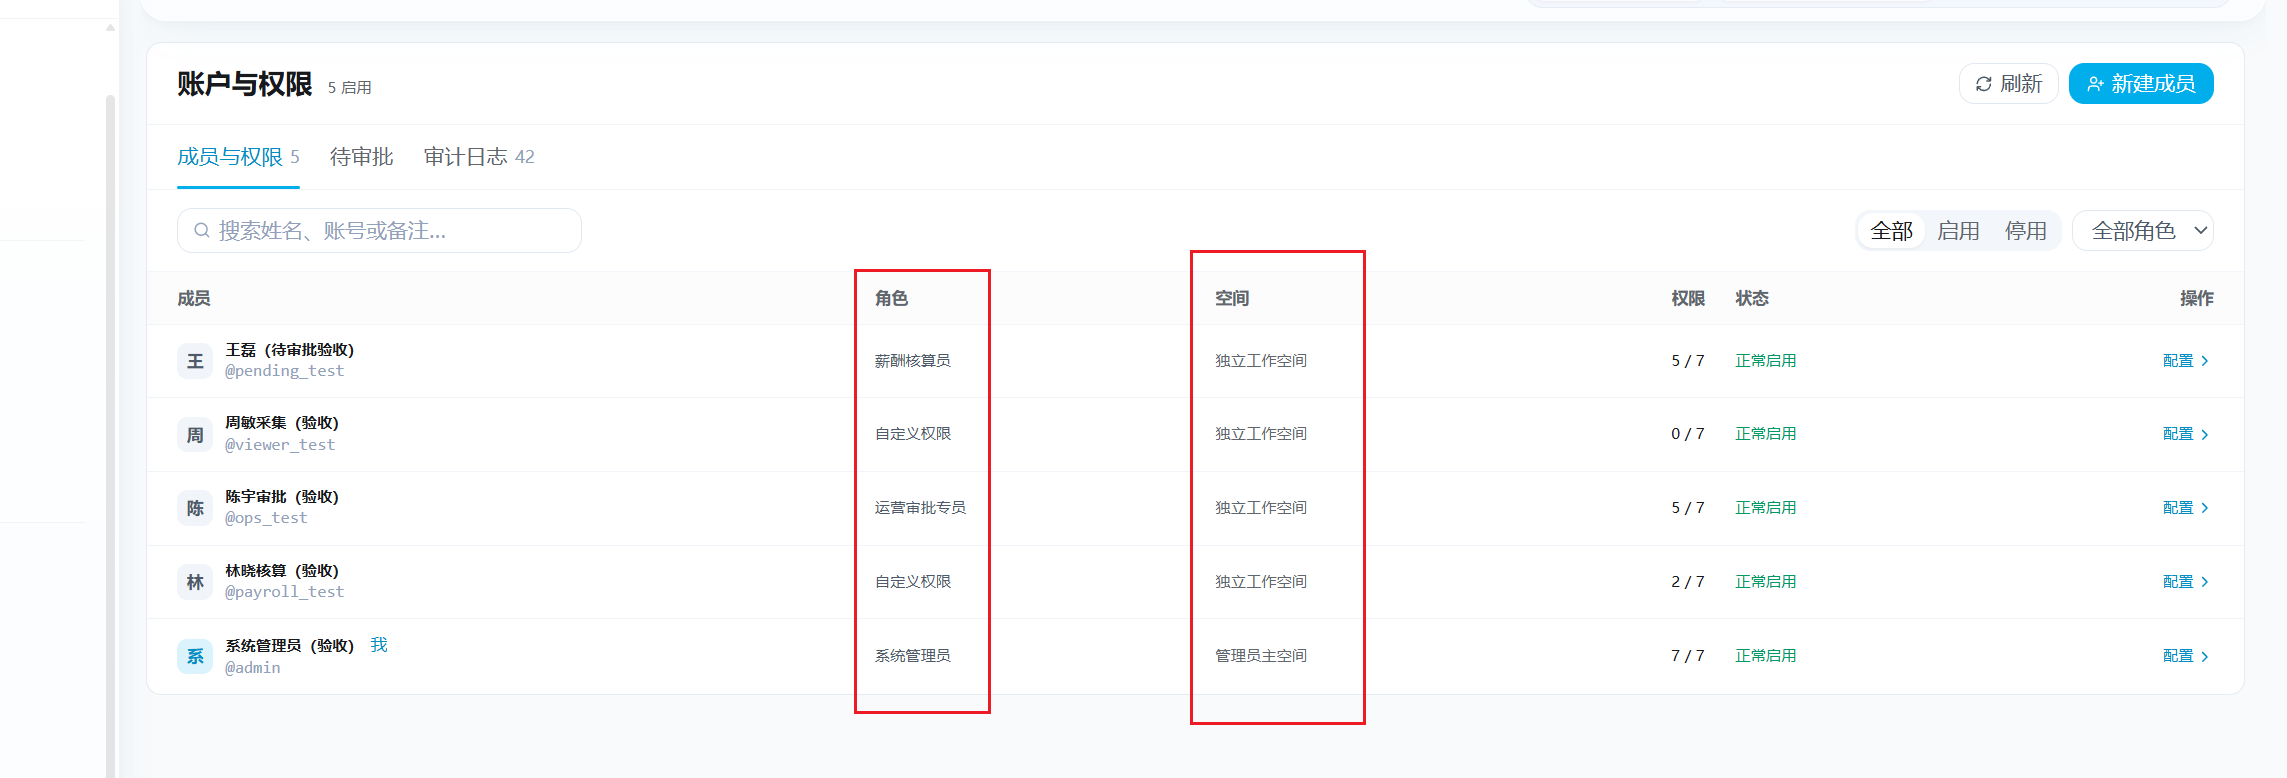 账户与权限 5 启用
刷新 新建成员
成员与权限 5 待审批 审计日志 42
搜索姓名、账号或备注...
全部 启用 停用 全部角色
成员 角色 空间 权限 状态 操作
王 王磊（待审批验收） @pending_test 薪酬核算员 独立工作空间 5 / 7 正常启用 配置
周 周敏采集（验收） @viewer_test 自定义权限 独立工作空间 0 / 7 正常启用 配置
陈 陈宇审批（验收） @ops_test 运营审批专员 独立工作空间 5 / 7 正常启用 配置
林 林晓核算（验收） @payroll_test 自定义权限 独立工作空间 2 / 7 正常启用 配置
系 系统管理员（验收） 我 @admin 系统管理员 管理员主空间 7 / 7 正常启用 配置